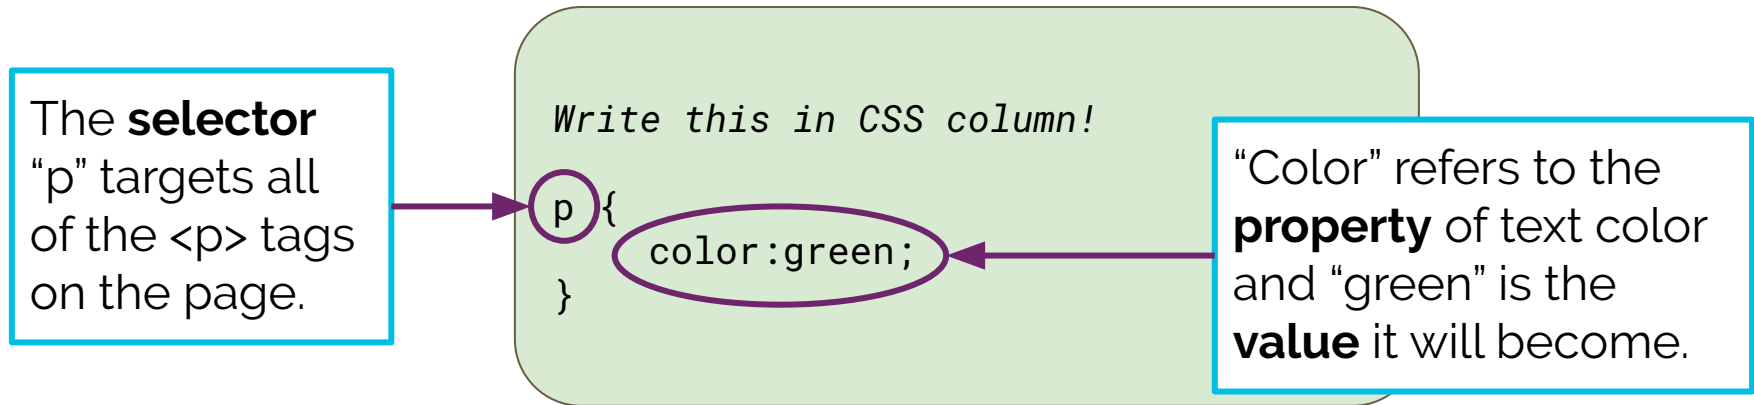 The selector
“p” targets all
of the <p> tags
on the page.
Write this in CSS column!
p {
color:green;
}
“Color” refers to the
property of text color
and “green” is the
value it will become.